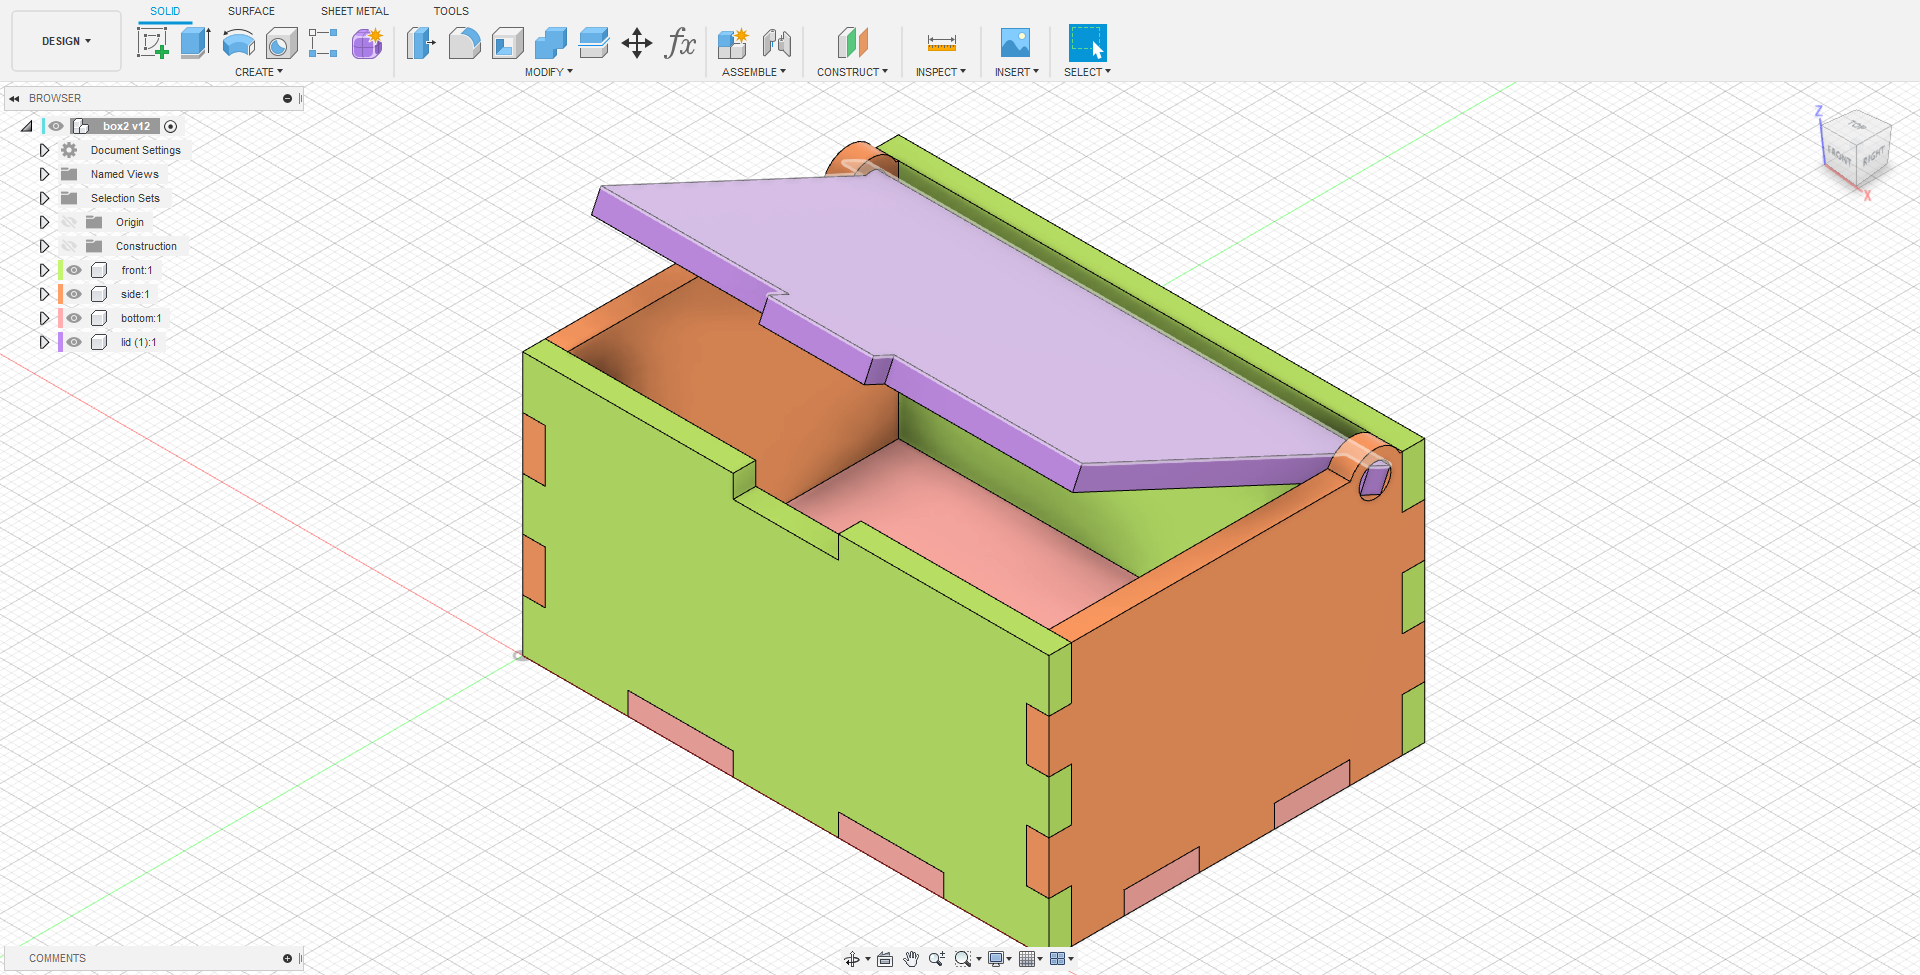 SOLID SURFACE SHEET METAL TOOLS
DESIGN
fx
CREATE MODIFY ASSEMBLE CONSTRUCT INSPECT INSERT SELECT
BROWSER
box2 v12
Document Settings
Named Views
Selection Sets
Origin
Construction
front:1
side:1
bottom:1
lid (1):1
Z
TOP
FRONT
RIGHT
X
COMMENTS